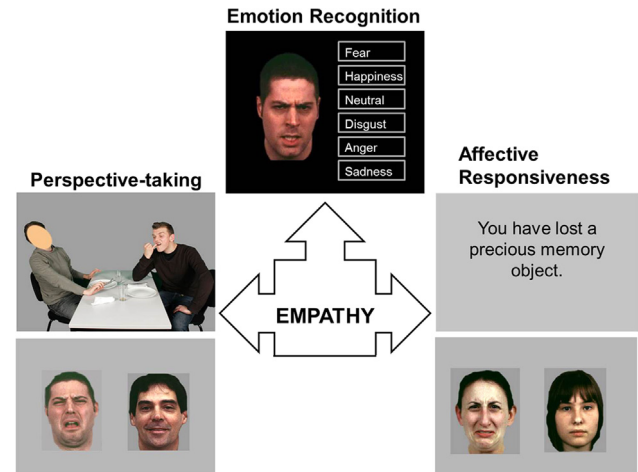 Emotion Recognition
Fear
Happiness
Neutral
Disgust
Anger
Sadness
Perspective-taking
Affective
Responsiveness
You have lost a
precious memory
object.
EMPATHY